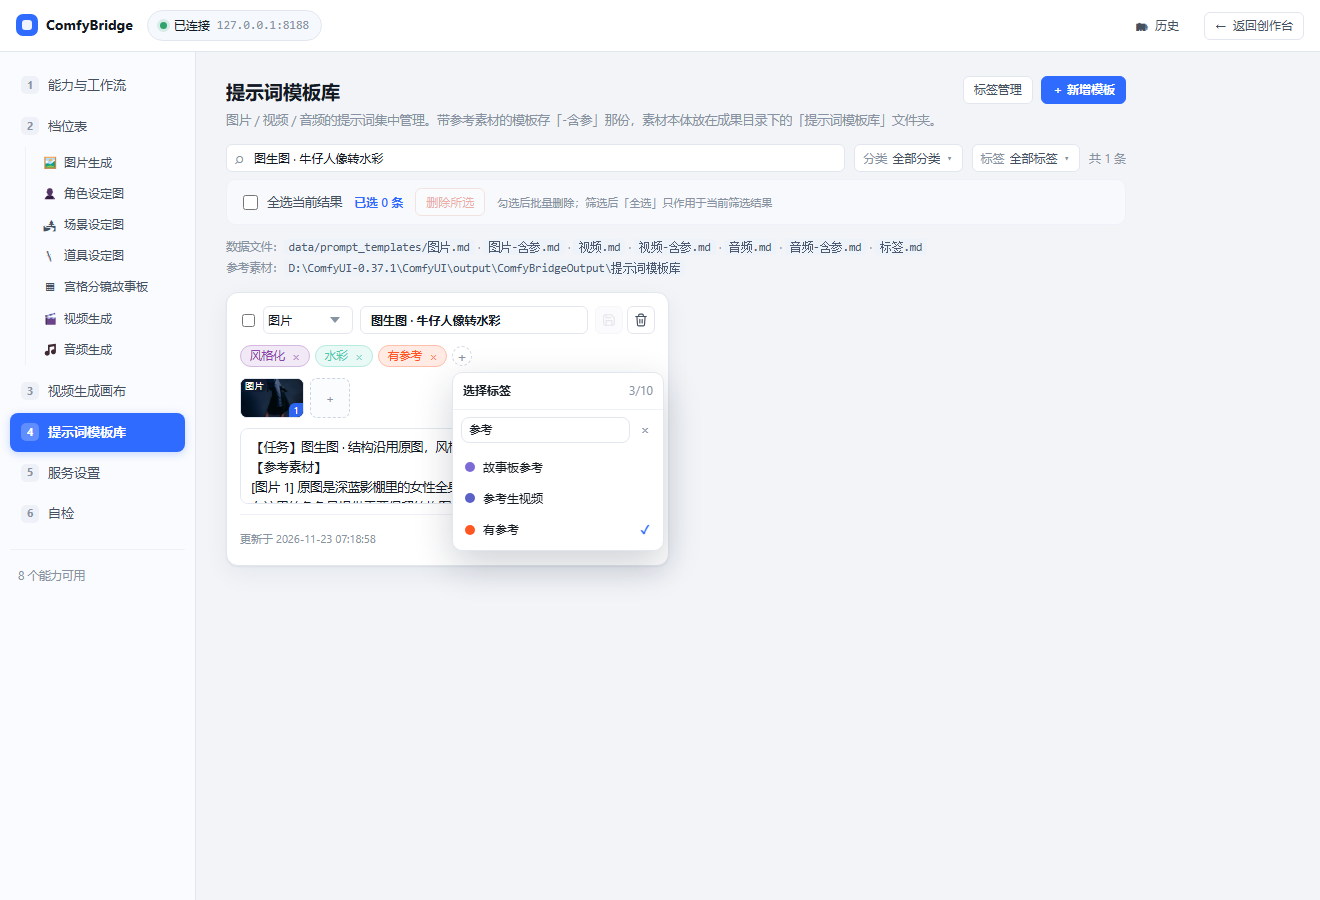 ComfyBridge
已连接 127.0.0.1:8188
历史
← 返回创作台
1 能力与工作流
2 档位表
图片生成
角色设定图
场景设定图
道具设定图
宫格分镜故事板
视频生成
音频生成
3 视频生成画布
4 提示词模板库
5 服务设置
6 自检
8 个能力可用
提示词模板库
标签管理
+ 新增模板
图片 / 视频 / 音频的提示词集中管理。带参考素材的模板存「-含参」那份，素材本体放在成果目录下的「提示词模板库」文件夹。
图生图 · 牛仔人像转水彩
分类 全部分类
标签 全部标签
共 1 条
全选当前结果 已选 0 条 删除所选 勾选后批量删除；筛选后「全选」只作用于当前筛选结果
数据文件: data/prompt_templates/图片.md · 图片-含参.md · 视频.md · 视频-含参.md · 音频.md · 音频-含参.md · 标签.md
参考素材: D:\ComfyUI-0.37.1\ComfyUI\output\ComfyBridgeOutput\提示词模板库
图片
图生图 · 牛仔人像转水彩
风格化 × 水彩 × 有参考 × +
图片
1
+
【任务】图生图 · 结构沿用原图，风
【参考素材】
[图片 1] 原图是深蓝影棚里的女性全
更新于 2026-11-23 07:18:58
选择标签 3/10
参考 ×
故事板参考
参考生视频
有参考 ✓